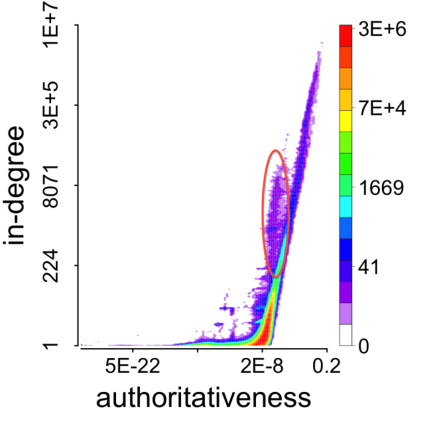 in-degree
1E+7
3E+5
8071
224
1
5E-22
2E-8
0.2
authoritativeness
3E+6
7E+4
1669
41
0